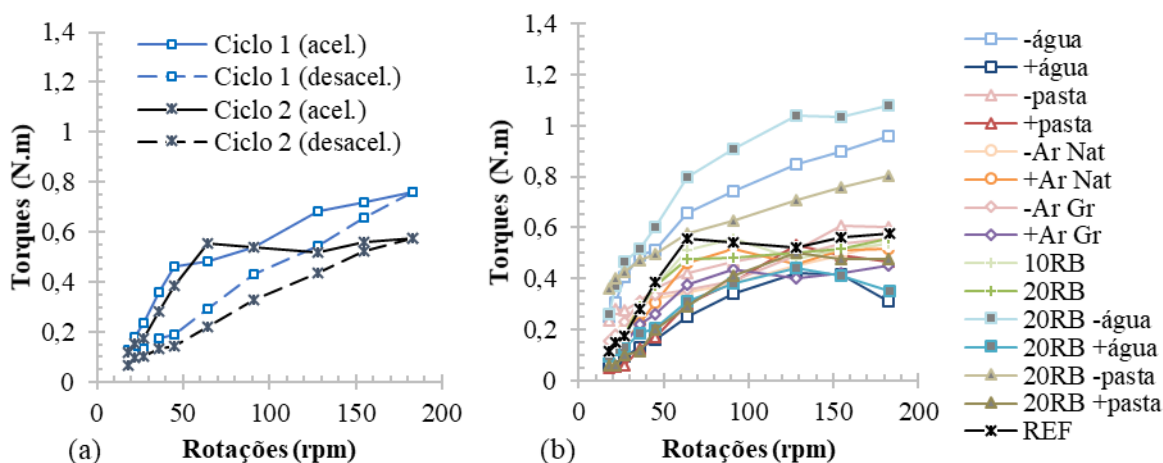 1,4
1,2
1
0,8
0,6
0,4
0,2
0
Torques (N.m)
Ciclo 1 (acel.)
Ciclo 1 (desacel.)
Ciclo 2 (acel.)
Ciclo 2 (desacel.)
0 50 100 150 200
(a) Rotações (rpm)
1,4
1,2
1
0,8
0,6
0,4
0,2
0
Torques (N.m)
0 50 100 150 200
(b) Rotações (rpm)
-água
+água
-pasta
+pasta
-Ar Nat
+Ar Nat
-Ar Gr
+Ar Gr
10RB
20RB
20RB -água
20RB +água
20RB -pasta
20RB +pasta
REF